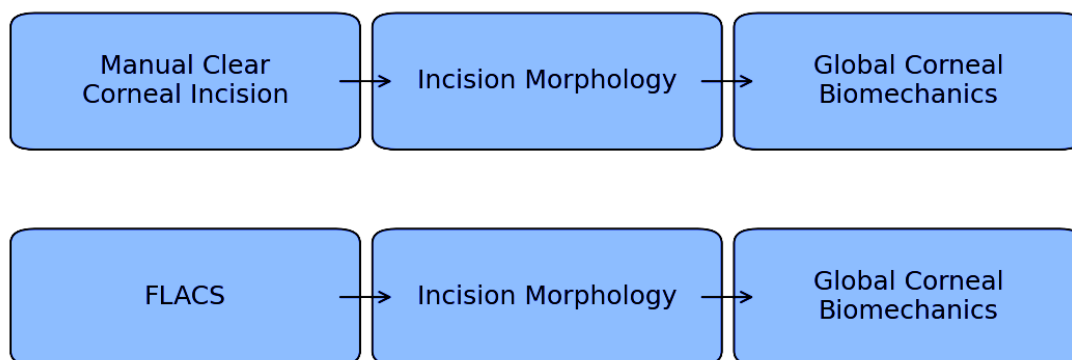 Manual Clear
Corneal Incision
Incision Morphology
Global Corneal
Biomechanics
FLACS
Incision Morphology
Global Corneal
Biomechanics